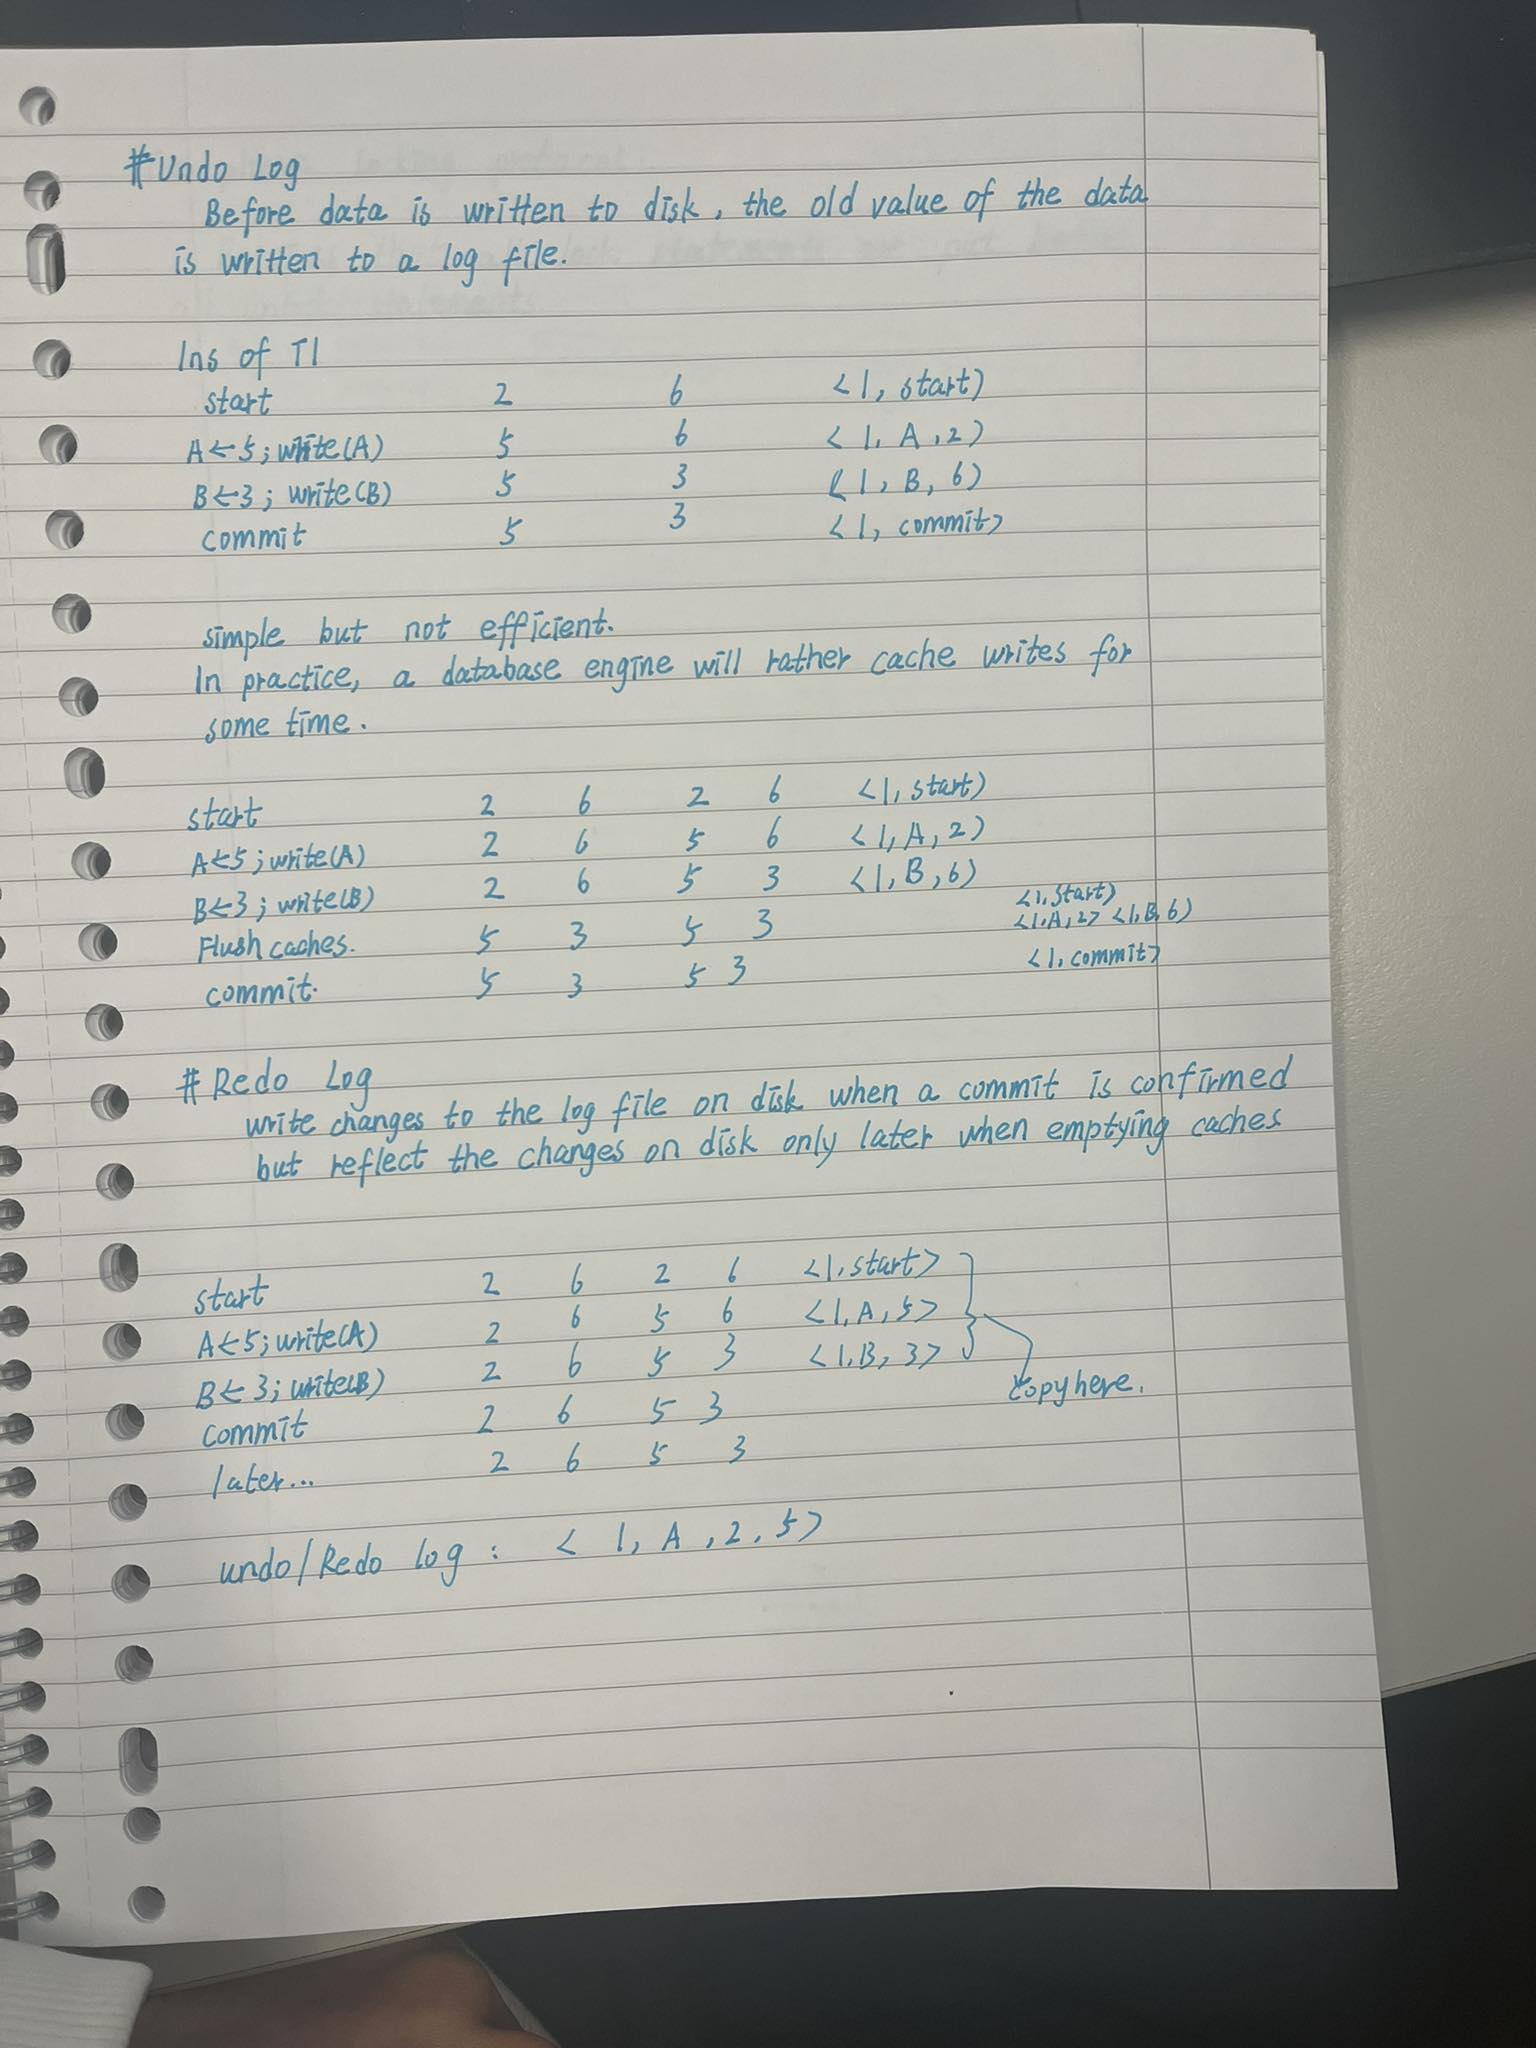 #Undo Log
Before data is written to disk, the old value of the data
is written to a log file.
Ins of T1
start 2 6 <1, start>
A←5; write(A) 5 6 <1, A, 2>
B←3; write(B) 5 3 <1, B, 6>
commit 5 3 <1, commit>
simple but not efficient.
In practice, a database engine will rather cache writes for
some time.
start 2 6 2 6 <1, start>
A←5; write(A) 2 6 5 6 <1, A, 2>
B←3; write(B) 2 6 5 3 <1, B, 6>
<1, start>
Flush caches. 5 3 5 3 <1, A, 2> <1, B, 6>
commit. 5 3 5 3 <1, commit>
# Redo Log
write changes to the log file on disk when a commit is confirmed
but reflect the changes on disk only later when emptying caches
start 2 6 2 6 <1, start>
A←5; write(A) 2 6 5 6 <1, A, 5>
B←3; write(B) 2 6 5 3 <1, B, 3>
copy here.
commit 2 6 5 3
later... 2 6 5 3
undo/Redo log: < 1, A, 2, 5>